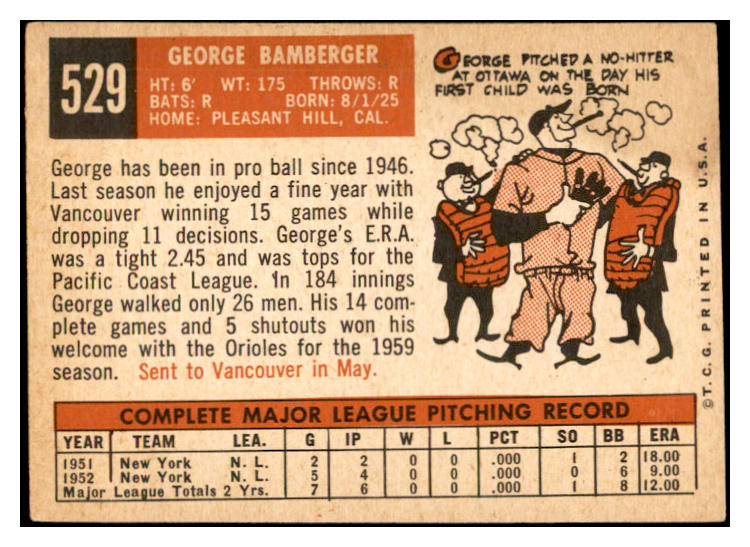 529
GEORGE BAMBERGER
HT: 6' WT: 175 THROWS: R
BATS: R BORN: 8/1/25
HOME: PLEASANT HILL, CAL.
GEORGE PITCHED A NO-HITTER
AT OTTAWA ON THE DAY HIS
FIRST CHILD WAS BORN
George has been in pro ball since 1946.
Last season he enjoyed a fine year with
Vancouver winning 15 games while
dropping 11 decisions. George's E.R.A.
was a tight 2.45 and was tops for the
Pacific Coast League. In 184 innings
George walked only 26 men. His 14 com-
plete games and 5 shutouts won his
welcome with the Orioles for the 1959
season. Sent to Vancouver in May.
©T.C.G. PRINTED IN U.S.A.
COMPLETE MAJOR LEAGUE PITCHING RECORD
YEAR TEAM LEA. G IP W L PCT SO BB ERA
1951 New York N. L. 2 2 0 0 .000 1 2 18.00
1952 New York N. L. 5 4 0 0 .000 0 6 9.00
Major League Totals 2 Yrs. 7 6 0 0 .000 1 8 12.00